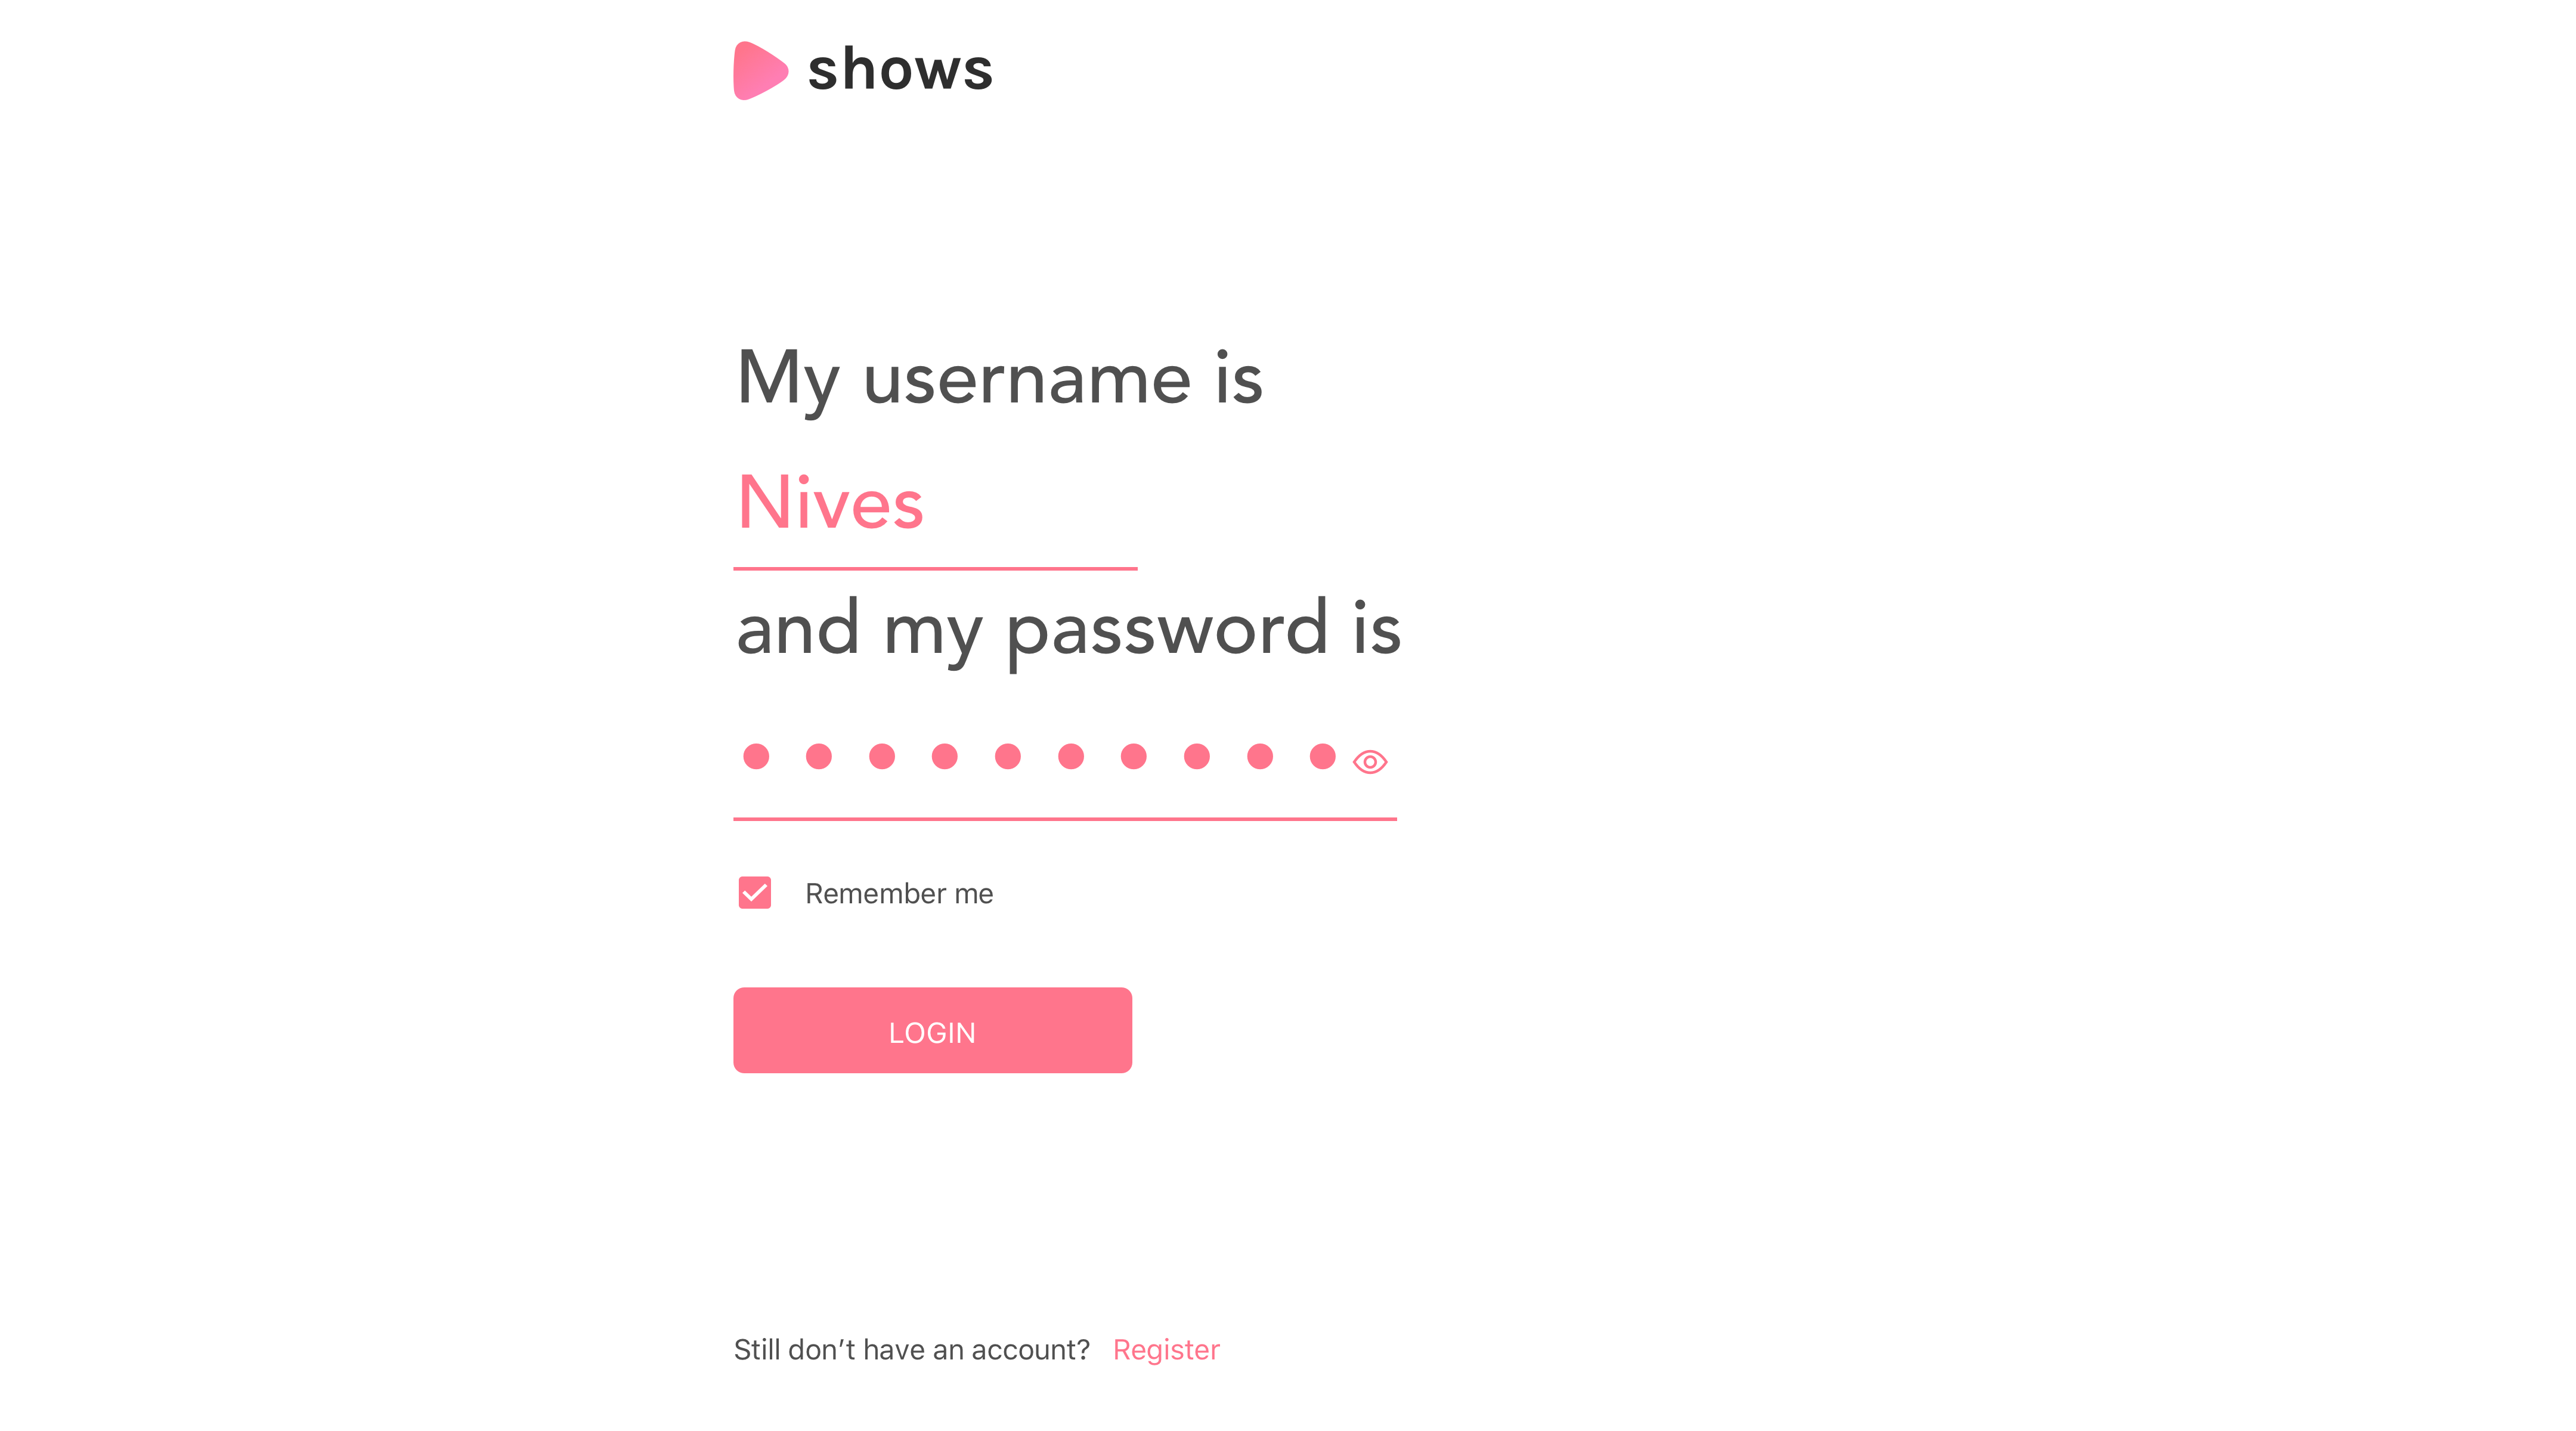 shows
My username is
Nives
and my password is
Remember me
LOGIN
Still don't have an account? Register